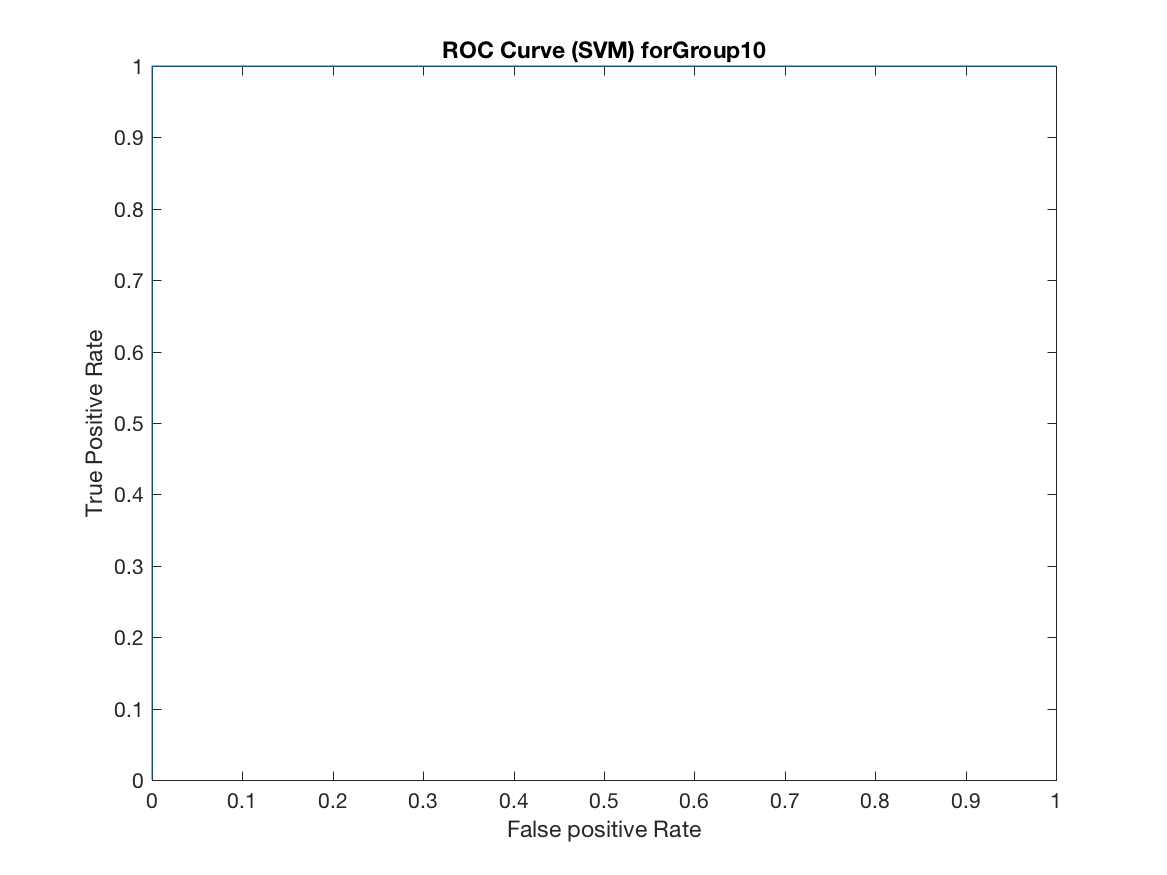 ROC Curve (SVM) forGroup10
1
0.9
0.8
0.7
0.6
0.5
0.4
0.3
0.2
0.1
0
True Positive Rate
0 0.1 0.2 0.3 0.4 0.5 0.6 0.7 0.8 0.9 1
False positive Rate